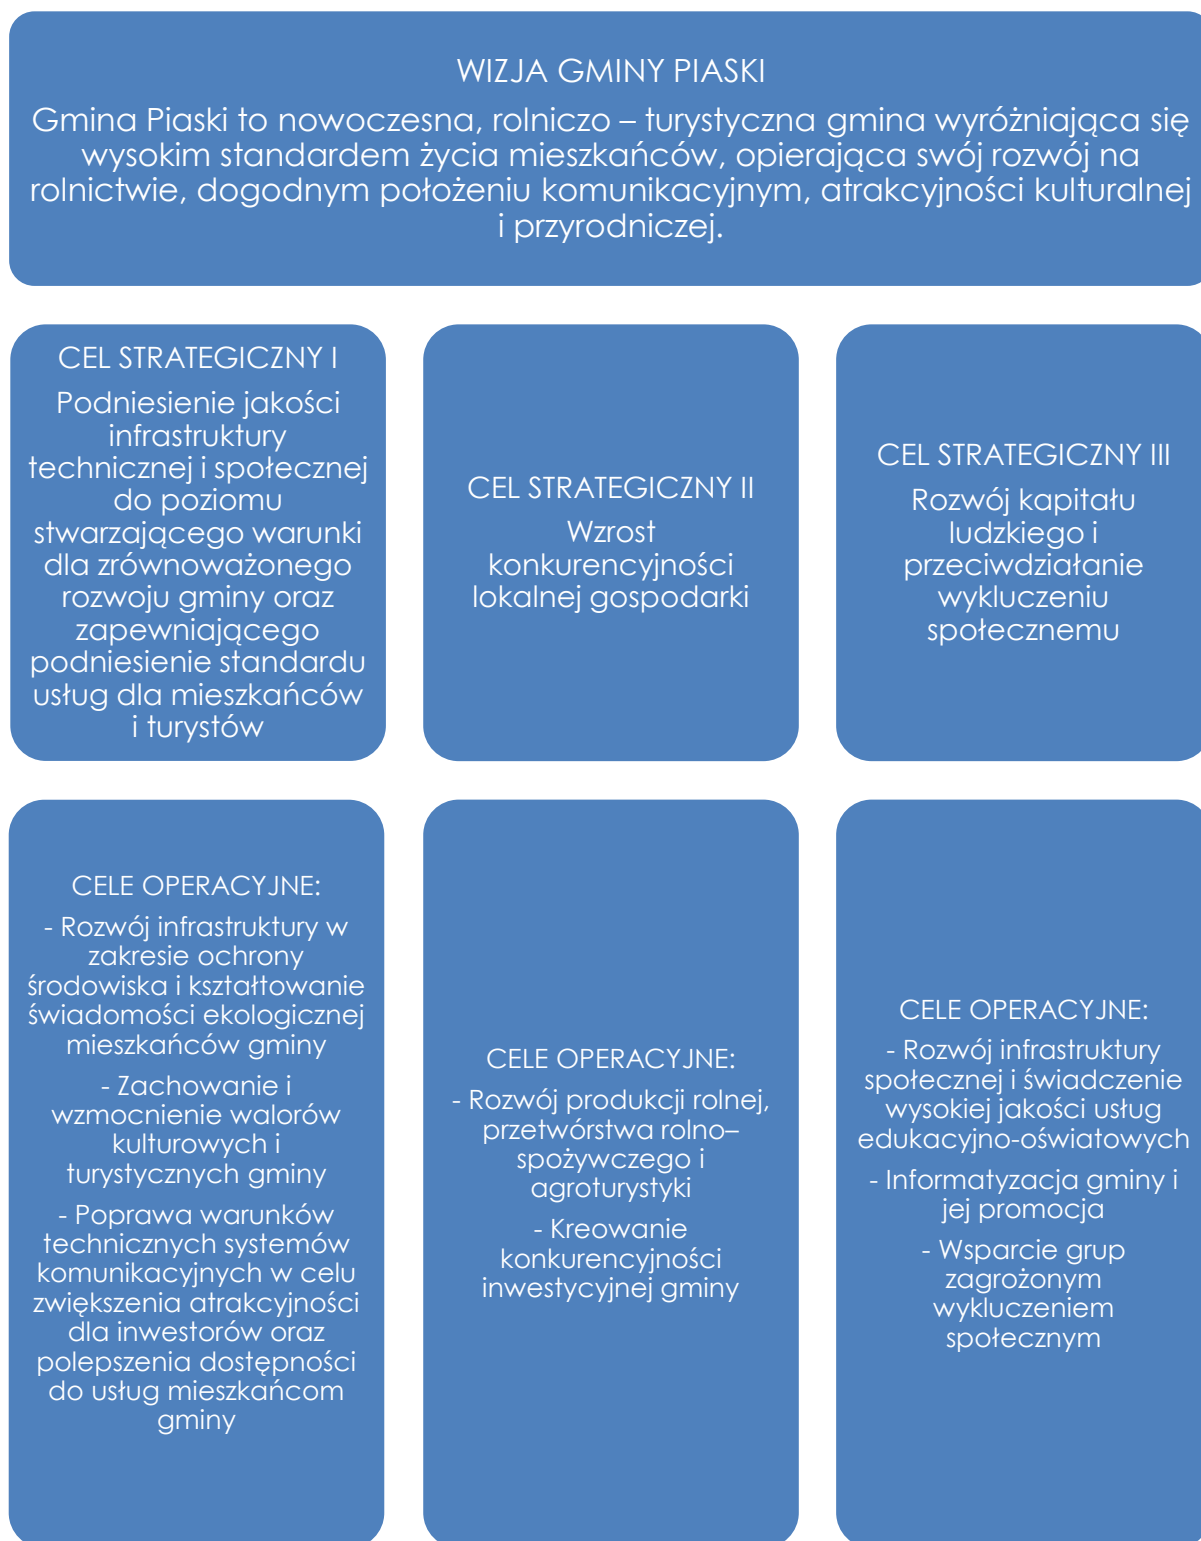 WIZJA GMINY PIASKI
Gmina Piaski to nowoczesna, rolniczo – turystyczna gmina wyróżniająca się
wysokim standardem życia mieszkańców, opierająca swój rozwój na
rolnictwie, dogodnym położeniu komunikacyjnym, atrakcyjności kulturalnej
i przyrodniczej.
CEL STRATEGICZNY I
Podniesienie jakości
infrastruktury
technicznej i społecznej
do poziomu
stwarzającego warunki
dla zrównoważonego
rozwoju gminy oraz
zapewniającego
podniesienie standardu
usług dla mieszkańców
i turystów
CEL STRATEGICZNY II
Wzrost
konkurencyjności
lokalnej gospodarki
CEL STRATEGICZNY III
Rozwój kapitału
ludzkiego i
przeciwdziałanie
wykluczeniu
społecznemu
CELE OPERACYJNE:
- Rozwój infrastruktury w
zakresie ochrony
środowiska i kształtowanie
świadomości ekologicznej
mieszkańców gminy
- Zachowanie i
wzmocnienie walorów
kulturowych i
turystycznych gminy
- Poprawa warunków
technicznych systemów
komunikacyjnych w celu
zwiększenia atrakcyjności
dla inwestorów oraz
polepszenia dostępności
do usług mieszkańcom
gminy
CELE OPERACYJNE:
- Rozwój produkcji rolnej,
przetwórstwa rolno–
spożywczego i
agroturystyki
- Kreowanie
konkurencyjności
inwestycyjnej gminy
CELE OPERACYJNE:
- Rozwój infrastruktury
społecznej i świadczenie
wysokiej jakości usług
edukacyjno-oświatowych
- Informatyzacja gminy i
jej promocja
- Wsparcie grup
zagrożonym
wykluczeniem
społecznym